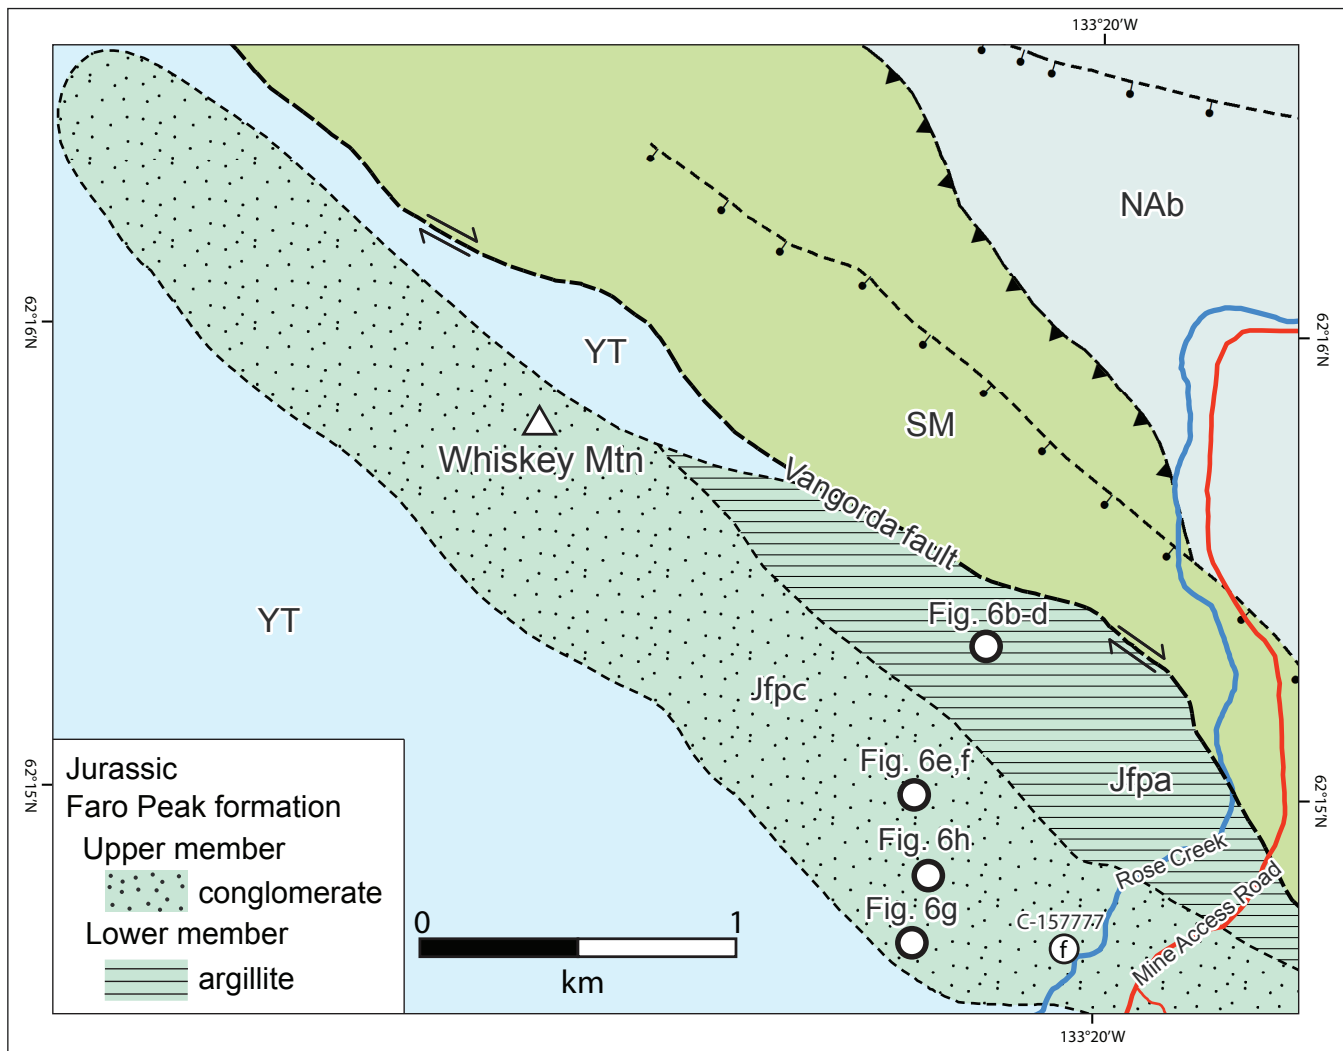 133°20'W
NAb
62°16'N
62°16'N
YT
SM
Whiskey Mtn
Vangorda fault
Fig. 6b-d
YT
Jfpc
Fig. 6e,f
Jfpa
62°15'N
62°15'N
Fig. 6h
Rose Creek
Fig. 6g
C-157777
f
Mine Access Road
Jurassic
Faro Peak formation
Upper member
conglomerate
Lower member
argillite
0 1
km
133°20'W